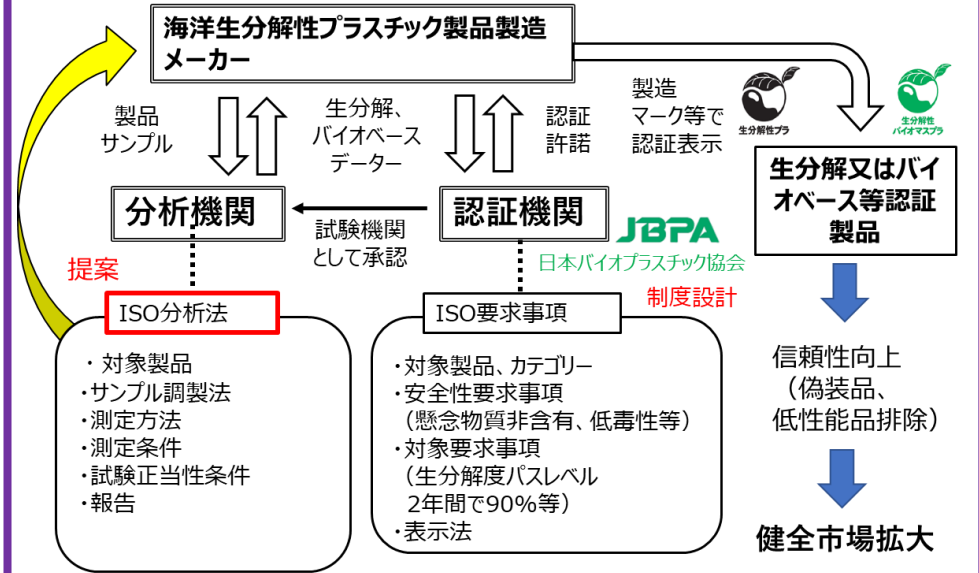 海洋生分解性プラスチック製品製造
メーカー
製品
サンプル
生分解、
バイオベース
データー
認証
許諾
製造
マーク等で
認証表示
生分解性プラ
生分解性
バイオマスプラ
分析機関
試験機関
として承認
認証機関
JBPA
日本バイオプラスチック協会
生分解又はバイ
オベース等認証
製品
提案
制度設計
ISO分析法
・対象製品
・サンプル調製法
・測定方法
・測定条件
・試験正当性条件
・報告
ISO要求事項
・対象製品、カテゴリー
・安全性要求事項
（懸念物質非含有、低毒性等）
・対象要求事項
（生分解度パスレベル
2年間で90%等）
・表示法
信頼性向上
（偽装品、
低性能品排除）
健全市場拡大